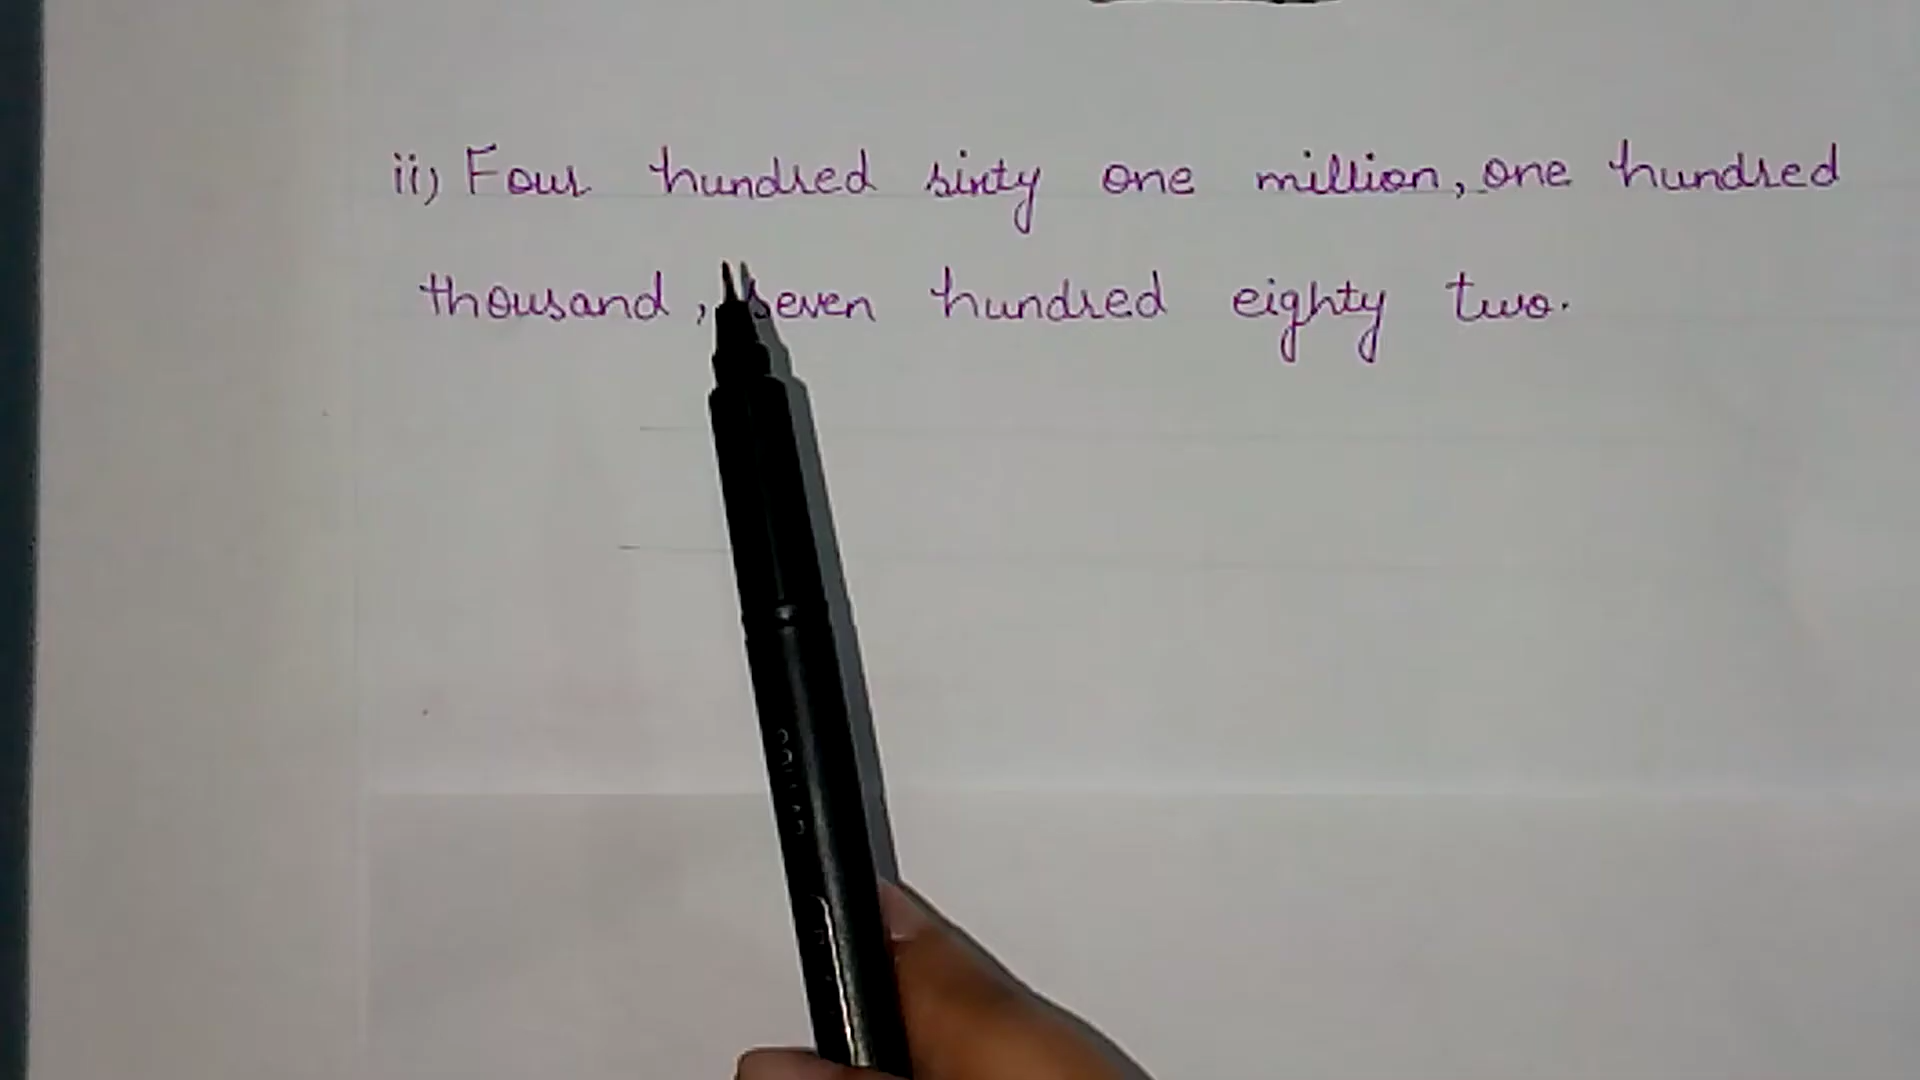 ii) Four hundred sixty one million, one hundred
thousand, seven hundred eighty two.